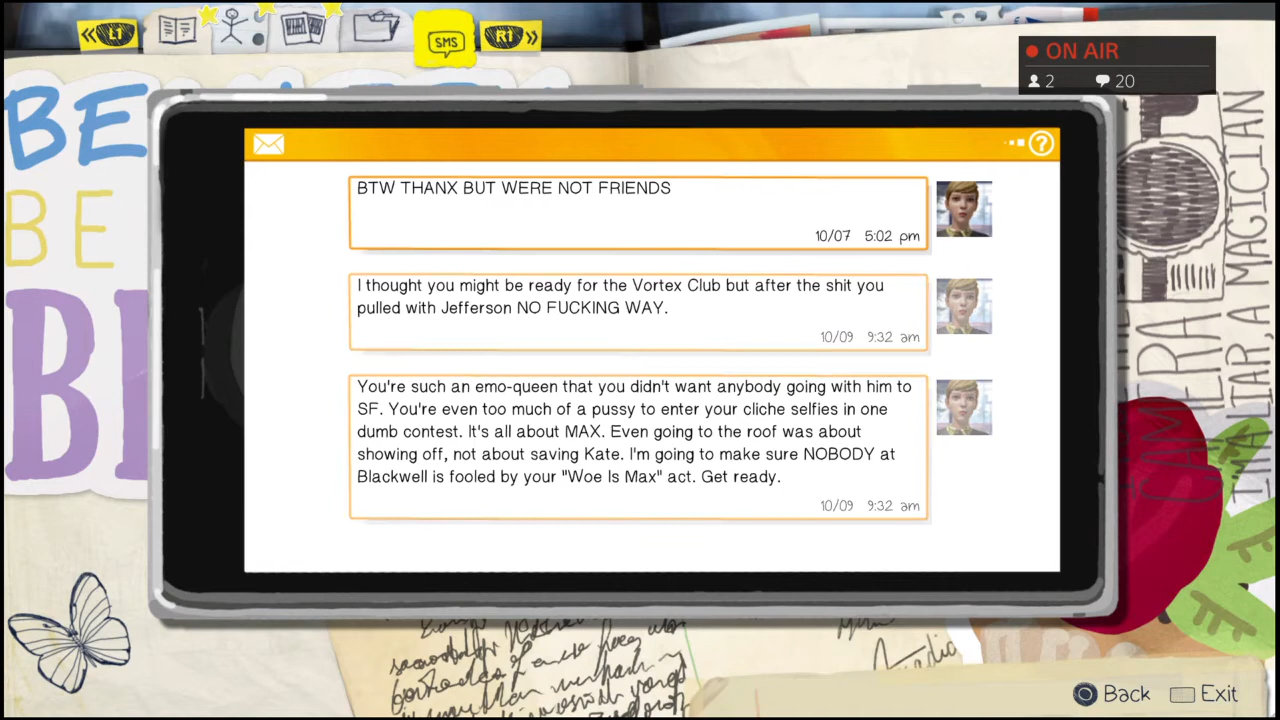 L1
SMS
R1
ON AIR
2
20
BE
BE
BTW THANX BUT WERE NOT FRIENDS
10/07 5:02 pm
I thought you might be ready for the Vortex Club but after the shit you
pulled with Jefferson NO FUCKING WAY.
10/09 9:32 am
You're such an emo-queen that you didn't want anybody going with him to
SF. You're even too much of a pussy to enter your cliche selfies in one
dumb contest. It's all about MAX. Even going to the roof was about
showing off, not about saving Kate. I'm going to make sure NOBODY at
Blackwell is fooled by your "Woe Is Max" act. Get ready.
10/09 9:32 am
CAMERA
LIAR, A MAGICIAN
Back
Exit